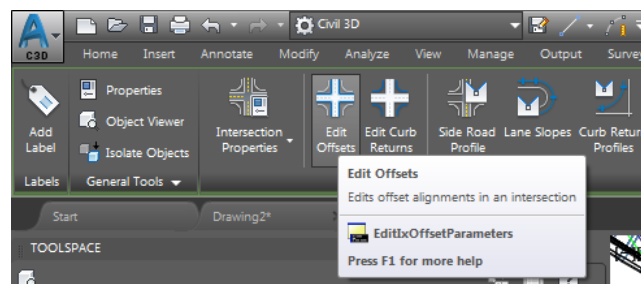 C3D
Civil 3D
Home Insert Annotate Modify Analyze View Manage Output Survey
Properties
Object Viewer
Isolate Objects
Add
Label
Intersection
Properties
Edit
Offsets
Edit Curb
Returns
Side Road
Profile
Lane Slopes
Curb Retur
Profiles
Labels
General Tools
Edit Offsets
Edits offset alignments in an intersection
EditIxOffsetParameters
Press F1 for more help
Start
Drawing2*
TOOLSPACE